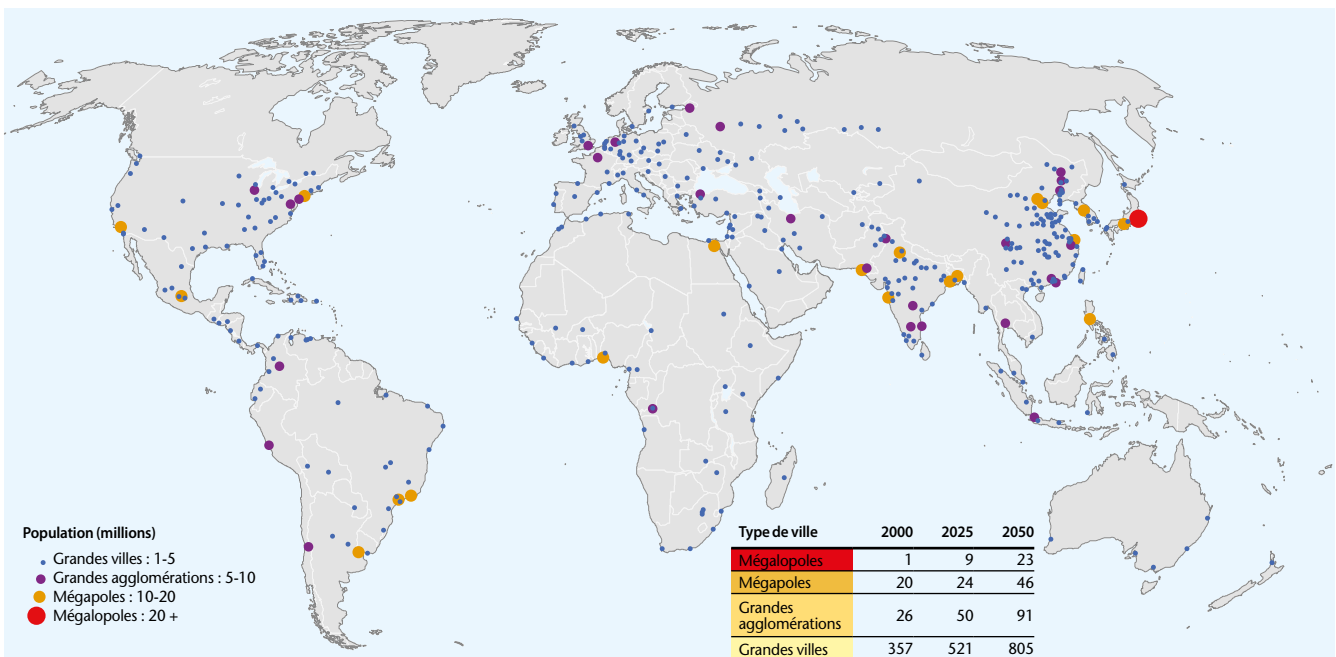 Population (millions)
Grandes villes : 1-5
Grandes agglomérations : 5-10
Mégapoles : 10-20
Mégalopoles : 20 +
Type de ville 2000 2025 2050
Mégalopoles 1 9 23
Mégapoles 20 24 46
Grandes
agglomérations 26 50 91
Grandes villes 357 521 805